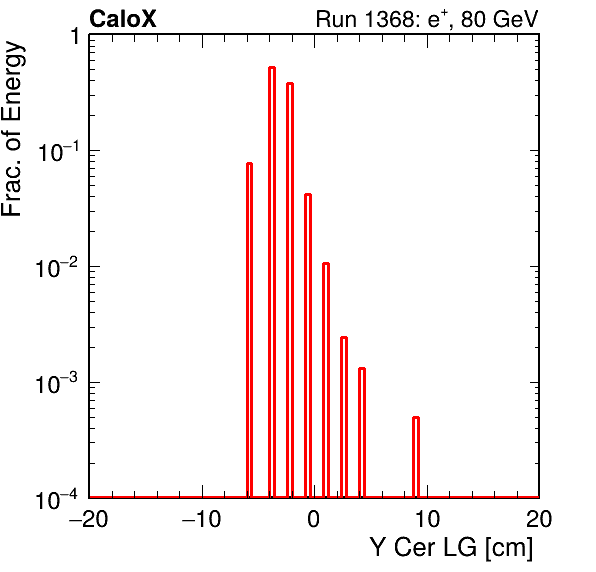 CaloX Run 1368: e⁺, 80 GeV
Frac. of Energy
1
10⁻¹
10⁻²
10⁻³
10⁻⁴
−20 −10 0 10 20
Y Cer LG [cm]